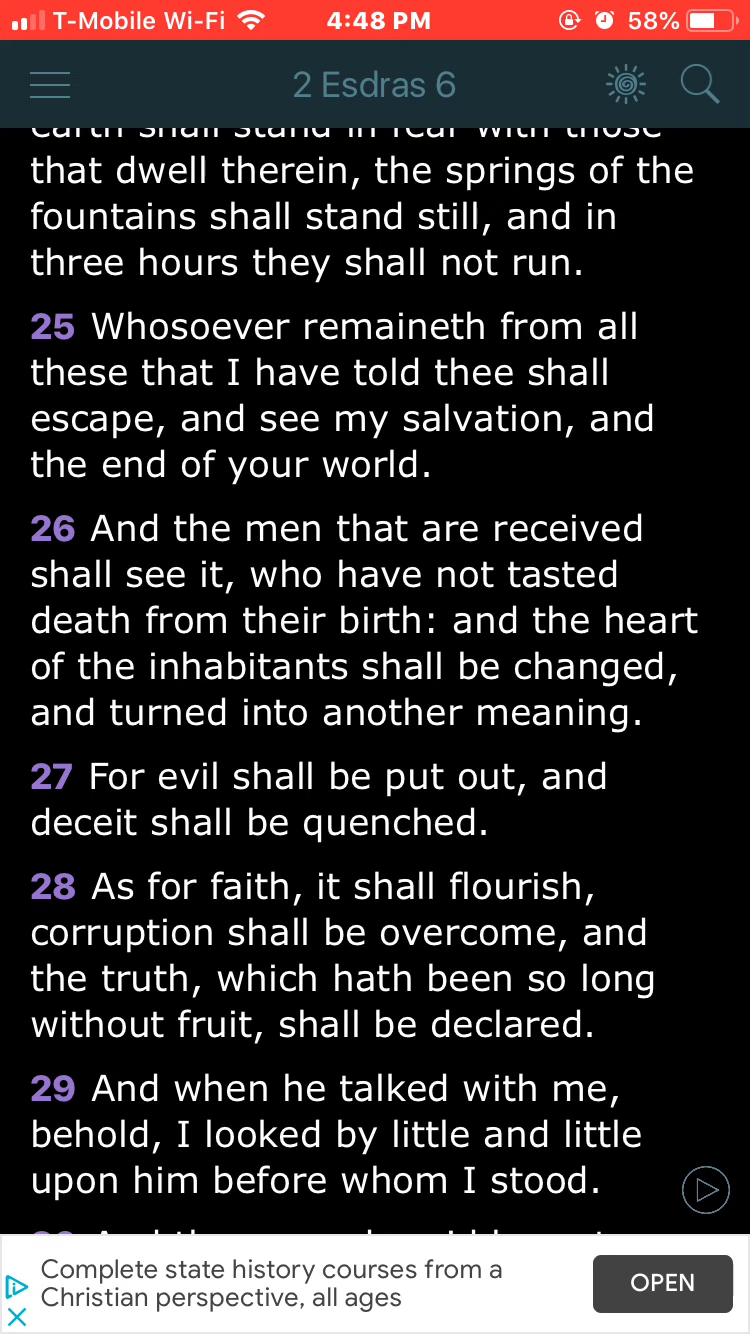 T-Mobile Wi-Fi 4:48 PM 58%
2 Esdras 6
earth shall stand in fear with those
that dwell therein, the springs of the
fountains shall stand still, and in
three hours they shall not run.
25 Whosoever remaineth from all
these that I have told thee shall
escape, and see my salvation, and
the end of your world.
26 And the men that are received
shall see it, who have not tasted
death from their birth: and the heart
of the inhabitants shall be changed,
and turned into another meaning.
27 For evil shall be put out, and
deceit shall be quenched.
28 As for faith, it shall flourish,
corruption shall be overcome, and
the truth, which hath been so long
without fruit, shall be declared.
29 And when he talked with me,
behold, I looked by little and little
upon him before whom I stood.
Complete state history courses from a
Christian perspective, all ages
OPEN